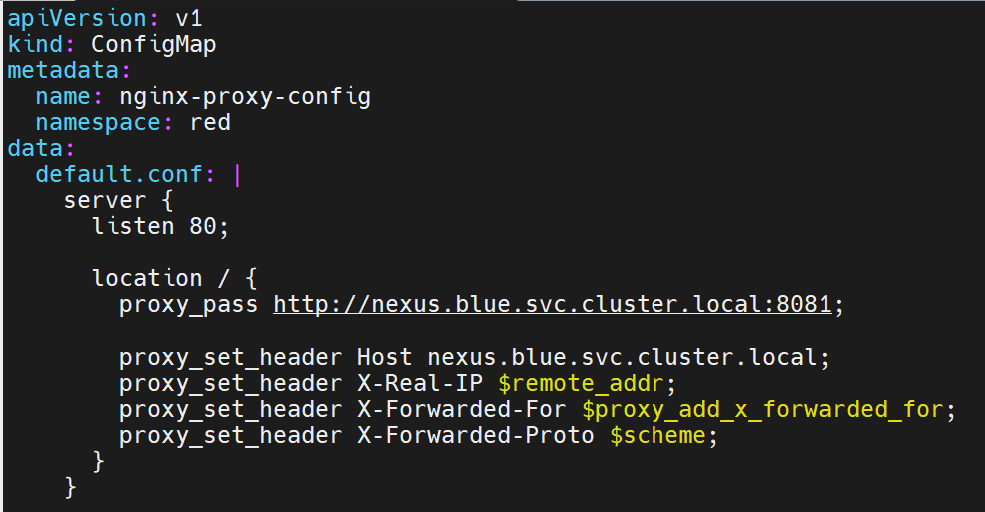 apiVersion: v1
kind: ConfigMap
metadata:
  name: nginx-proxy-config
  namespace: red
data:
  default.conf: |
    server {
      listen 80;

      location / {
        proxy_pass http://nexus.blue.svc.cluster.local:8081;

        proxy_set_header Host nexus.blue.svc.cluster.local;
        proxy_set_header X-Real-IP $remote_addr;
        proxy_set_header X-Forwarded-For $proxy_add_x_forwarded_for;
        proxy_set_header X-Forwarded-Proto $scheme;
      }
    }